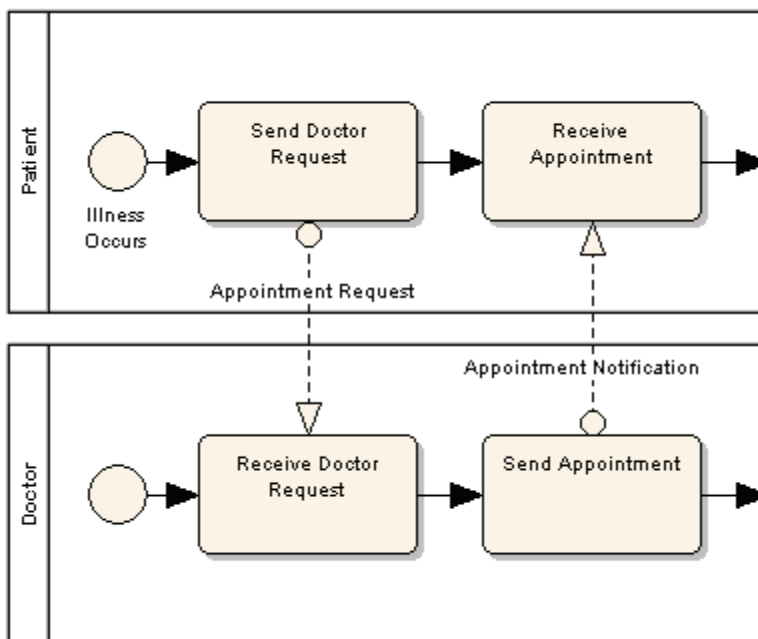 Patient
Send Doctor
Request
Receive
Appointment
Illness
Occurs
Appointment Request
Doctor
Appointment Notification
Receive Doctor
Request
Send Appointment